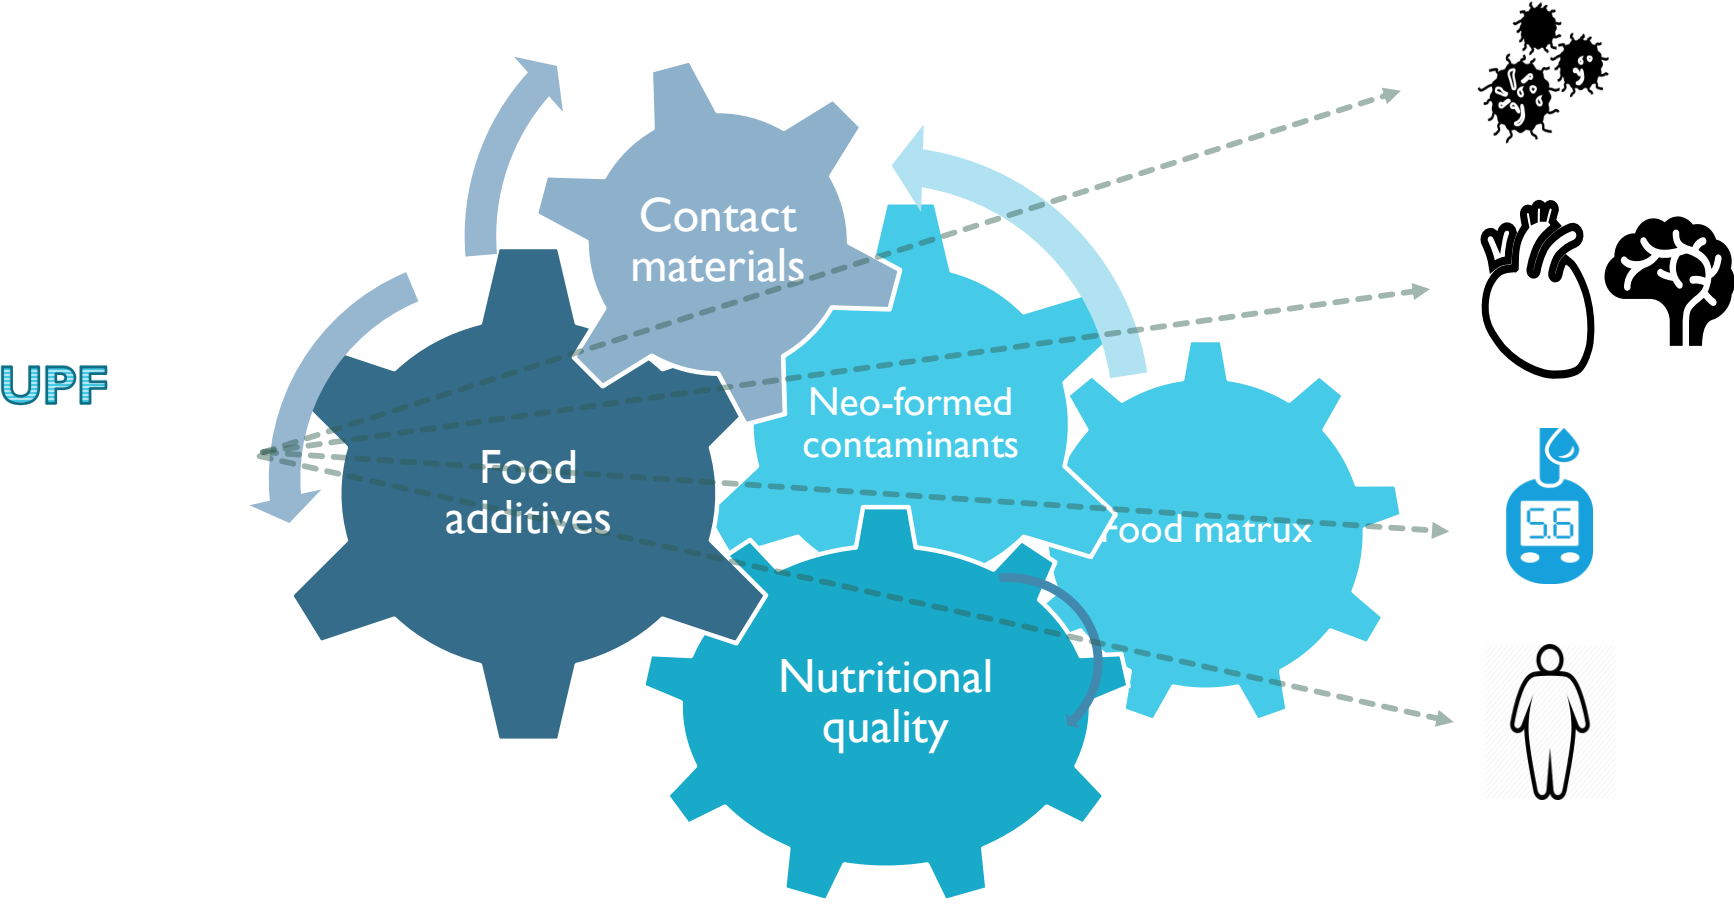 UPF
Contact
materials
Neo-formed
contaminants
Food
additives
Food matrux
Nutritional
quality
5.6